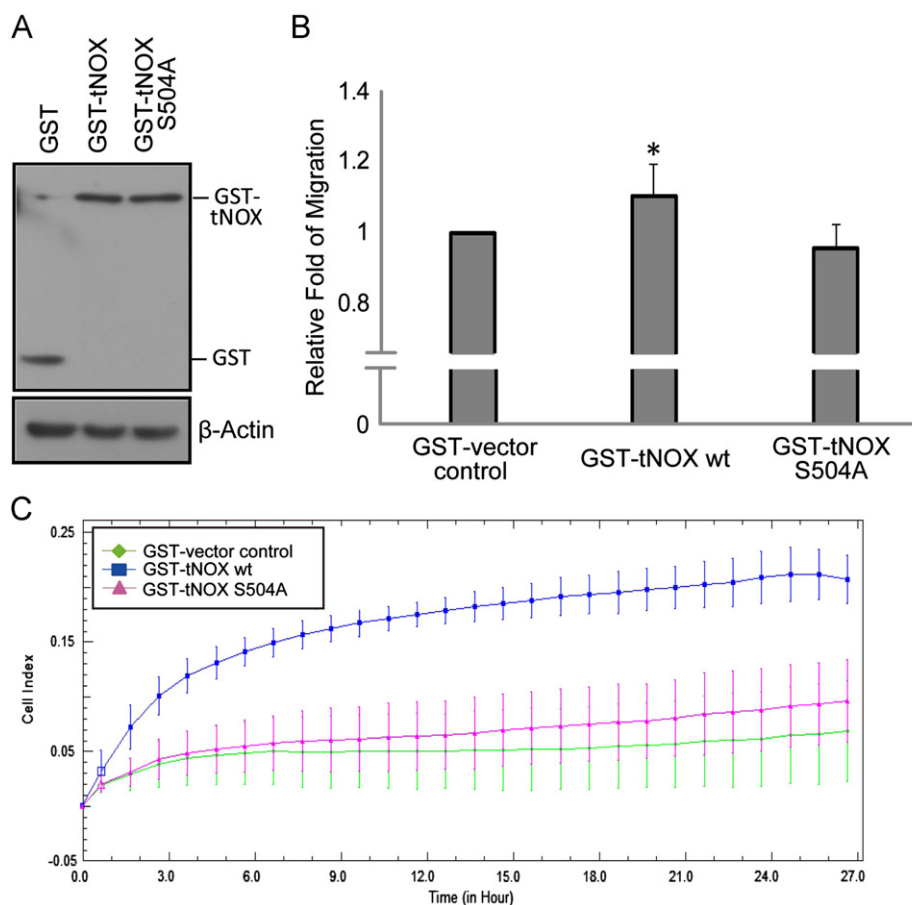 A
GST
GST-tNOX
GST-tNOX
S504A
GST-
tNOX
GST
β-Actin
B
Relative Fold of Migration
1.4
1.2
1
0.8
0
*
GST-vector
control
GST-tNOX wt
GST-tNOX
S504A
C
GST-vector control
GST-tNOX wt
GST-tNOX S504A
Cell Index
0.25
0.15
0.05
-0.05
0.0 3.0 6.0 9.0 12.0 15.0 18.0 21.0 24.0 27.0
Time (in Hour)